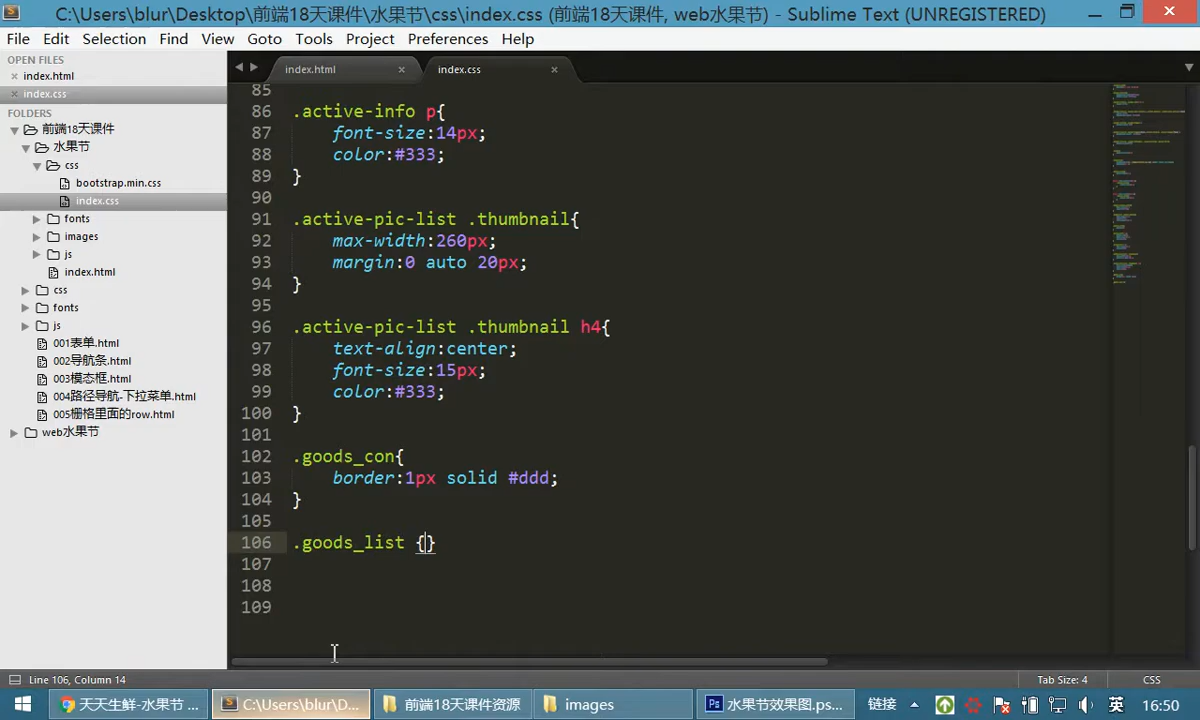 C:\Users\blur\Desktop\前端18天课件\水果节\css\index.css (前端18天课件, web水果节) - Sublime Text (UNREGISTERED)
File Edit Selection Find View Goto Tools Project Preferences Help
OPEN FILES
index.html
index.css
FOLDERS
前端18天课件
水果节
css
bootstrap.min.css
index.css
fonts
images
js
index.html
css
fonts
js
001表单.html
002导航条.html
003模态框.html
004路径导航-下拉菜单.html
005栅格里面的row.html
web水果节
index.html
index.css
85
86 .active-info p{
87 font-size:14px;
88 color:#333;
89 }
90
91 .active-pic-list .thumbnail{
92 max-width:260px;
93 margin:0 auto 20px;
94 }
95
96 .active-pic-list .thumbnail h4{
97 text-align:center;
98 font-size:15px;
99 color:#333;
100 }
101
102 .goods_con{
103 border:1px solid #ddd;
104 }
105
106 .goods_list {}
107
108
109
Line 106, Column 14
Tab Size: 4
CSS
天天生鲜-水果节 ...
C:\Users\blur\D...
前端18天课件资源
images
水果节效果图.ps...
链接
英
16:50